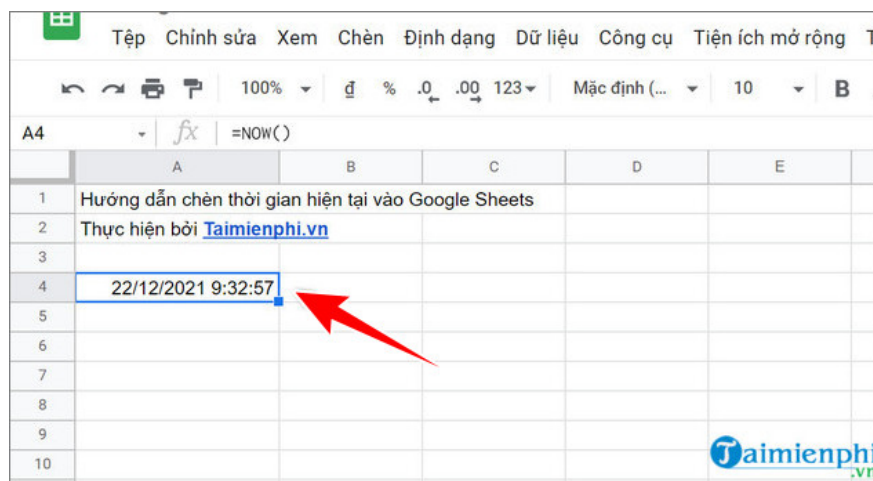 Tệp Chỉnh sửa Xem Chèn Định dạng Dữ liệu Công cụ Tiện ích mở rộng
100% đ % .0 .00 123 Mặc định (... 10 B
A4 fx =NOW()
A B C D E
1 Hướng dẫn chèn thời gian hiện tại vào Google Sheets
2 Thực hiện bởi Taimienphi.vn
3
4 22/12/2021 9:32:57
5
6
7
8
9
10
Taimienphi
.vn